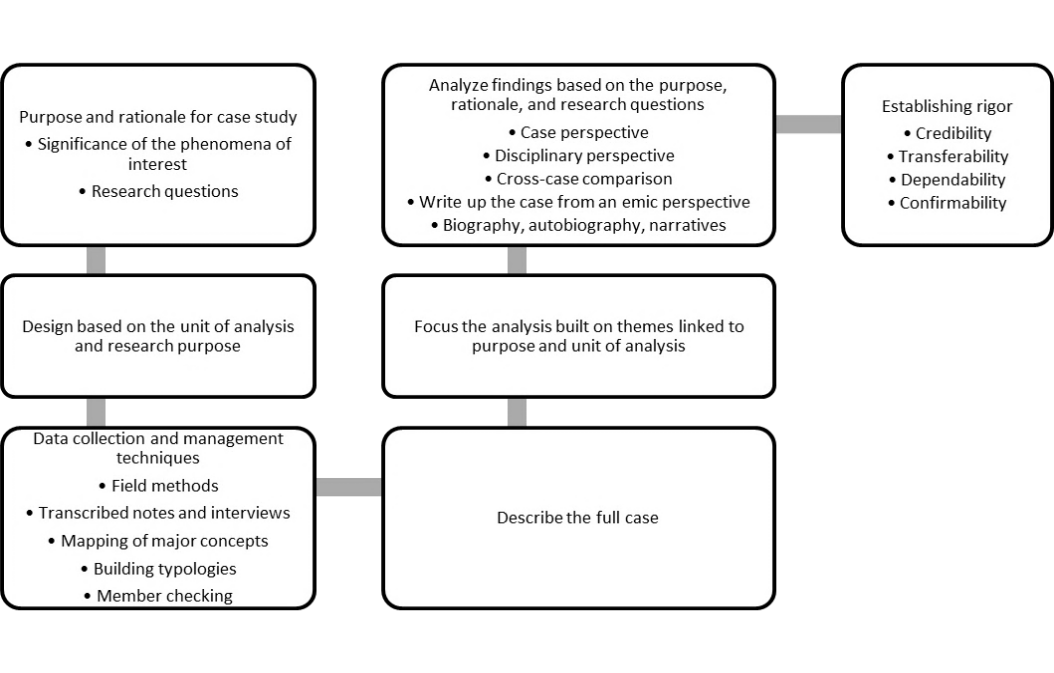 Purpose and rationale for case study
• Significance of the phenomena of
interest
• Research questions
Design based on the unit of analysis
and research purpose
Data collection and management
techniques
• Field methods
• Transcribed notes and interviews
• Mapping of major concepts
• Building typologies
• Member checking
Describe the full case
Focus the analysis built on themes linked to
purpose and unit of analysis
Analyze findings based on the purpose,
rationale, and research questions
• Case perspective
• Disciplinary perspective
• Cross-case comparison
• Write up the case from an emic perspective
• Biography, autobiography, narratives
Establishing rigor
• Credibility
• Transferability
• Dependability
• Confirmability